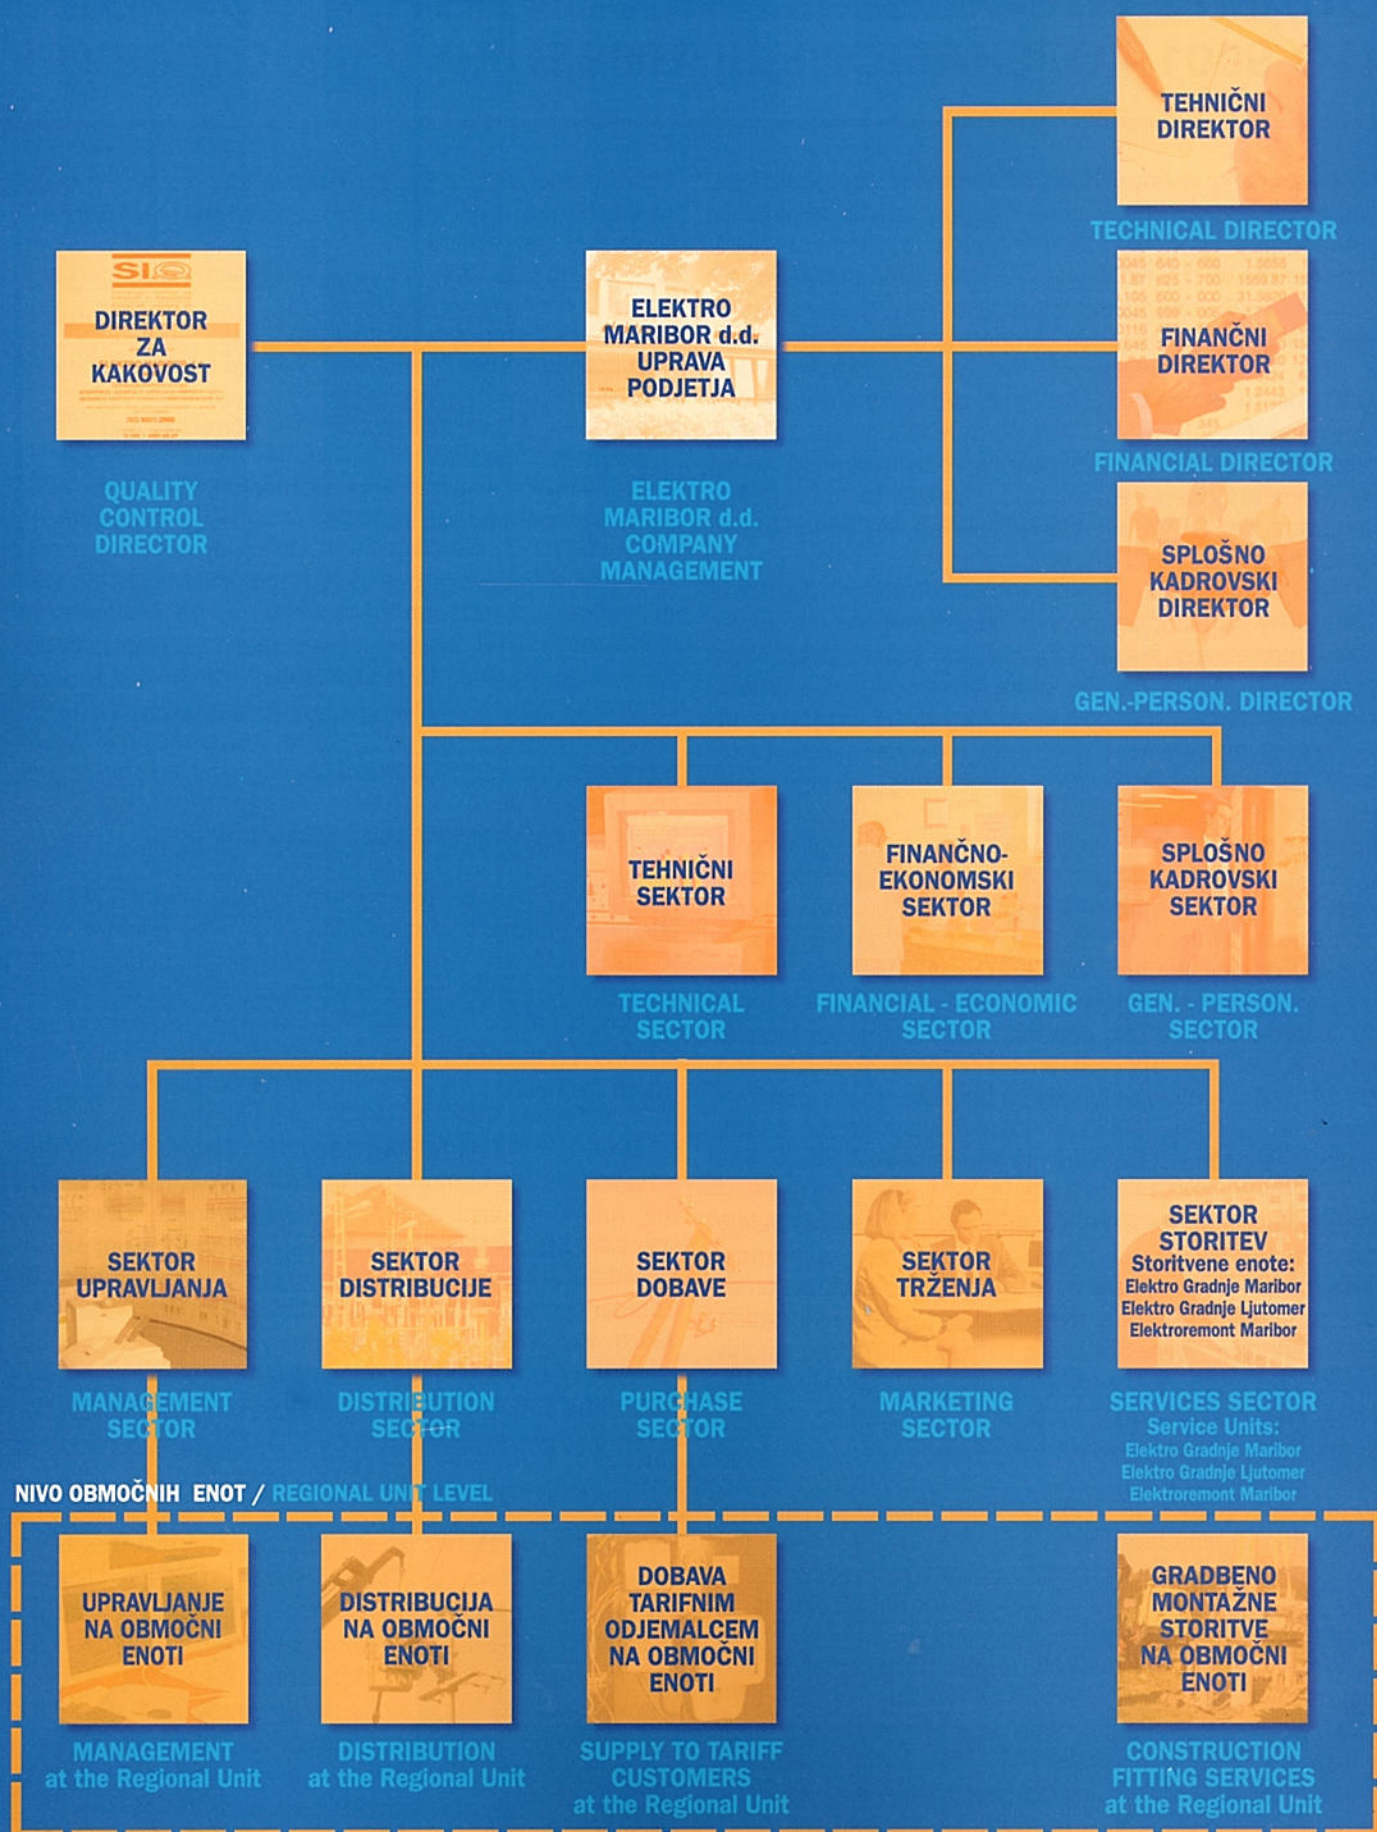 TEHNIČNI
DIREKTOR
TECHNICAL DIRECTOR
SIQ
DIREKTOR
ZA
KAKOVOST
QUALITY
CONTROL
DIRECTOR
ELEKTRO
MARIBOR d.d.
UPRAVA
PODJETJA
ELEKTRO
MARIBOR d.d.
COMPANY
MANAGEMENT
FINANČNI
DIREKTOR
FINANCIAL DIRECTOR
SPLOŠNO
KADROVSKI
DIREKTOR
GEN.-PERSON. DIRECTOR
TEHNIČNI
SEKTOR
TECHNICAL
SECTOR
FINANČNO-
EKONOMSKI
SEKTOR
FINANCIAL - ECONOMIC
SECTOR
SPLOŠNO
KADROVSKI
SEKTOR
GEN. - PERSON.
SECTOR
SEKTOR
UPRAVLJANJA
MANAGEMENT
SECTOR
SEKTOR
DISTRIBUCIJE
DISTRIBUTION
SECTOR
SEKTOR
DOBAVE
PURCHASE
SECTOR
SEKTOR
TRŽENJA
MARKETING
SECTOR
SEKTOR
STORITEV
Storitvene enote:
Elektro Gradnje Maribor
Elektro Gradnje Ljutomer
Elektroremont Maribor
SERVICES SECTOR
Service Units:
Elektro Gradnje Maribor
Elektro Gradnje Ljutomer
Elektroremont Maribor
NIVO OBMOČNIH ENOT / REGIONAL UNIT LEVEL
UPRAVLJANJE
NA OBMOČNI
ENOTI
MANAGEMENT
at the Regional Unit
DISTRIBUCIJA
NA OBMOČNI
ENOTI
DISTRIBUTION
at the Regional Unit
DOBAVA
TARIFNIM
ODJEMALCEM
NA OBMOČNI
ENOTI
SUPPLY TO TARIFF
CUSTOMERS
at the Regional Unit
GRADBENO
MONTAŽNE
STORITVE
NA OBMOČNI
ENOTI
CONSTRUCTION
FITTING SERVICES
at the Regional Unit